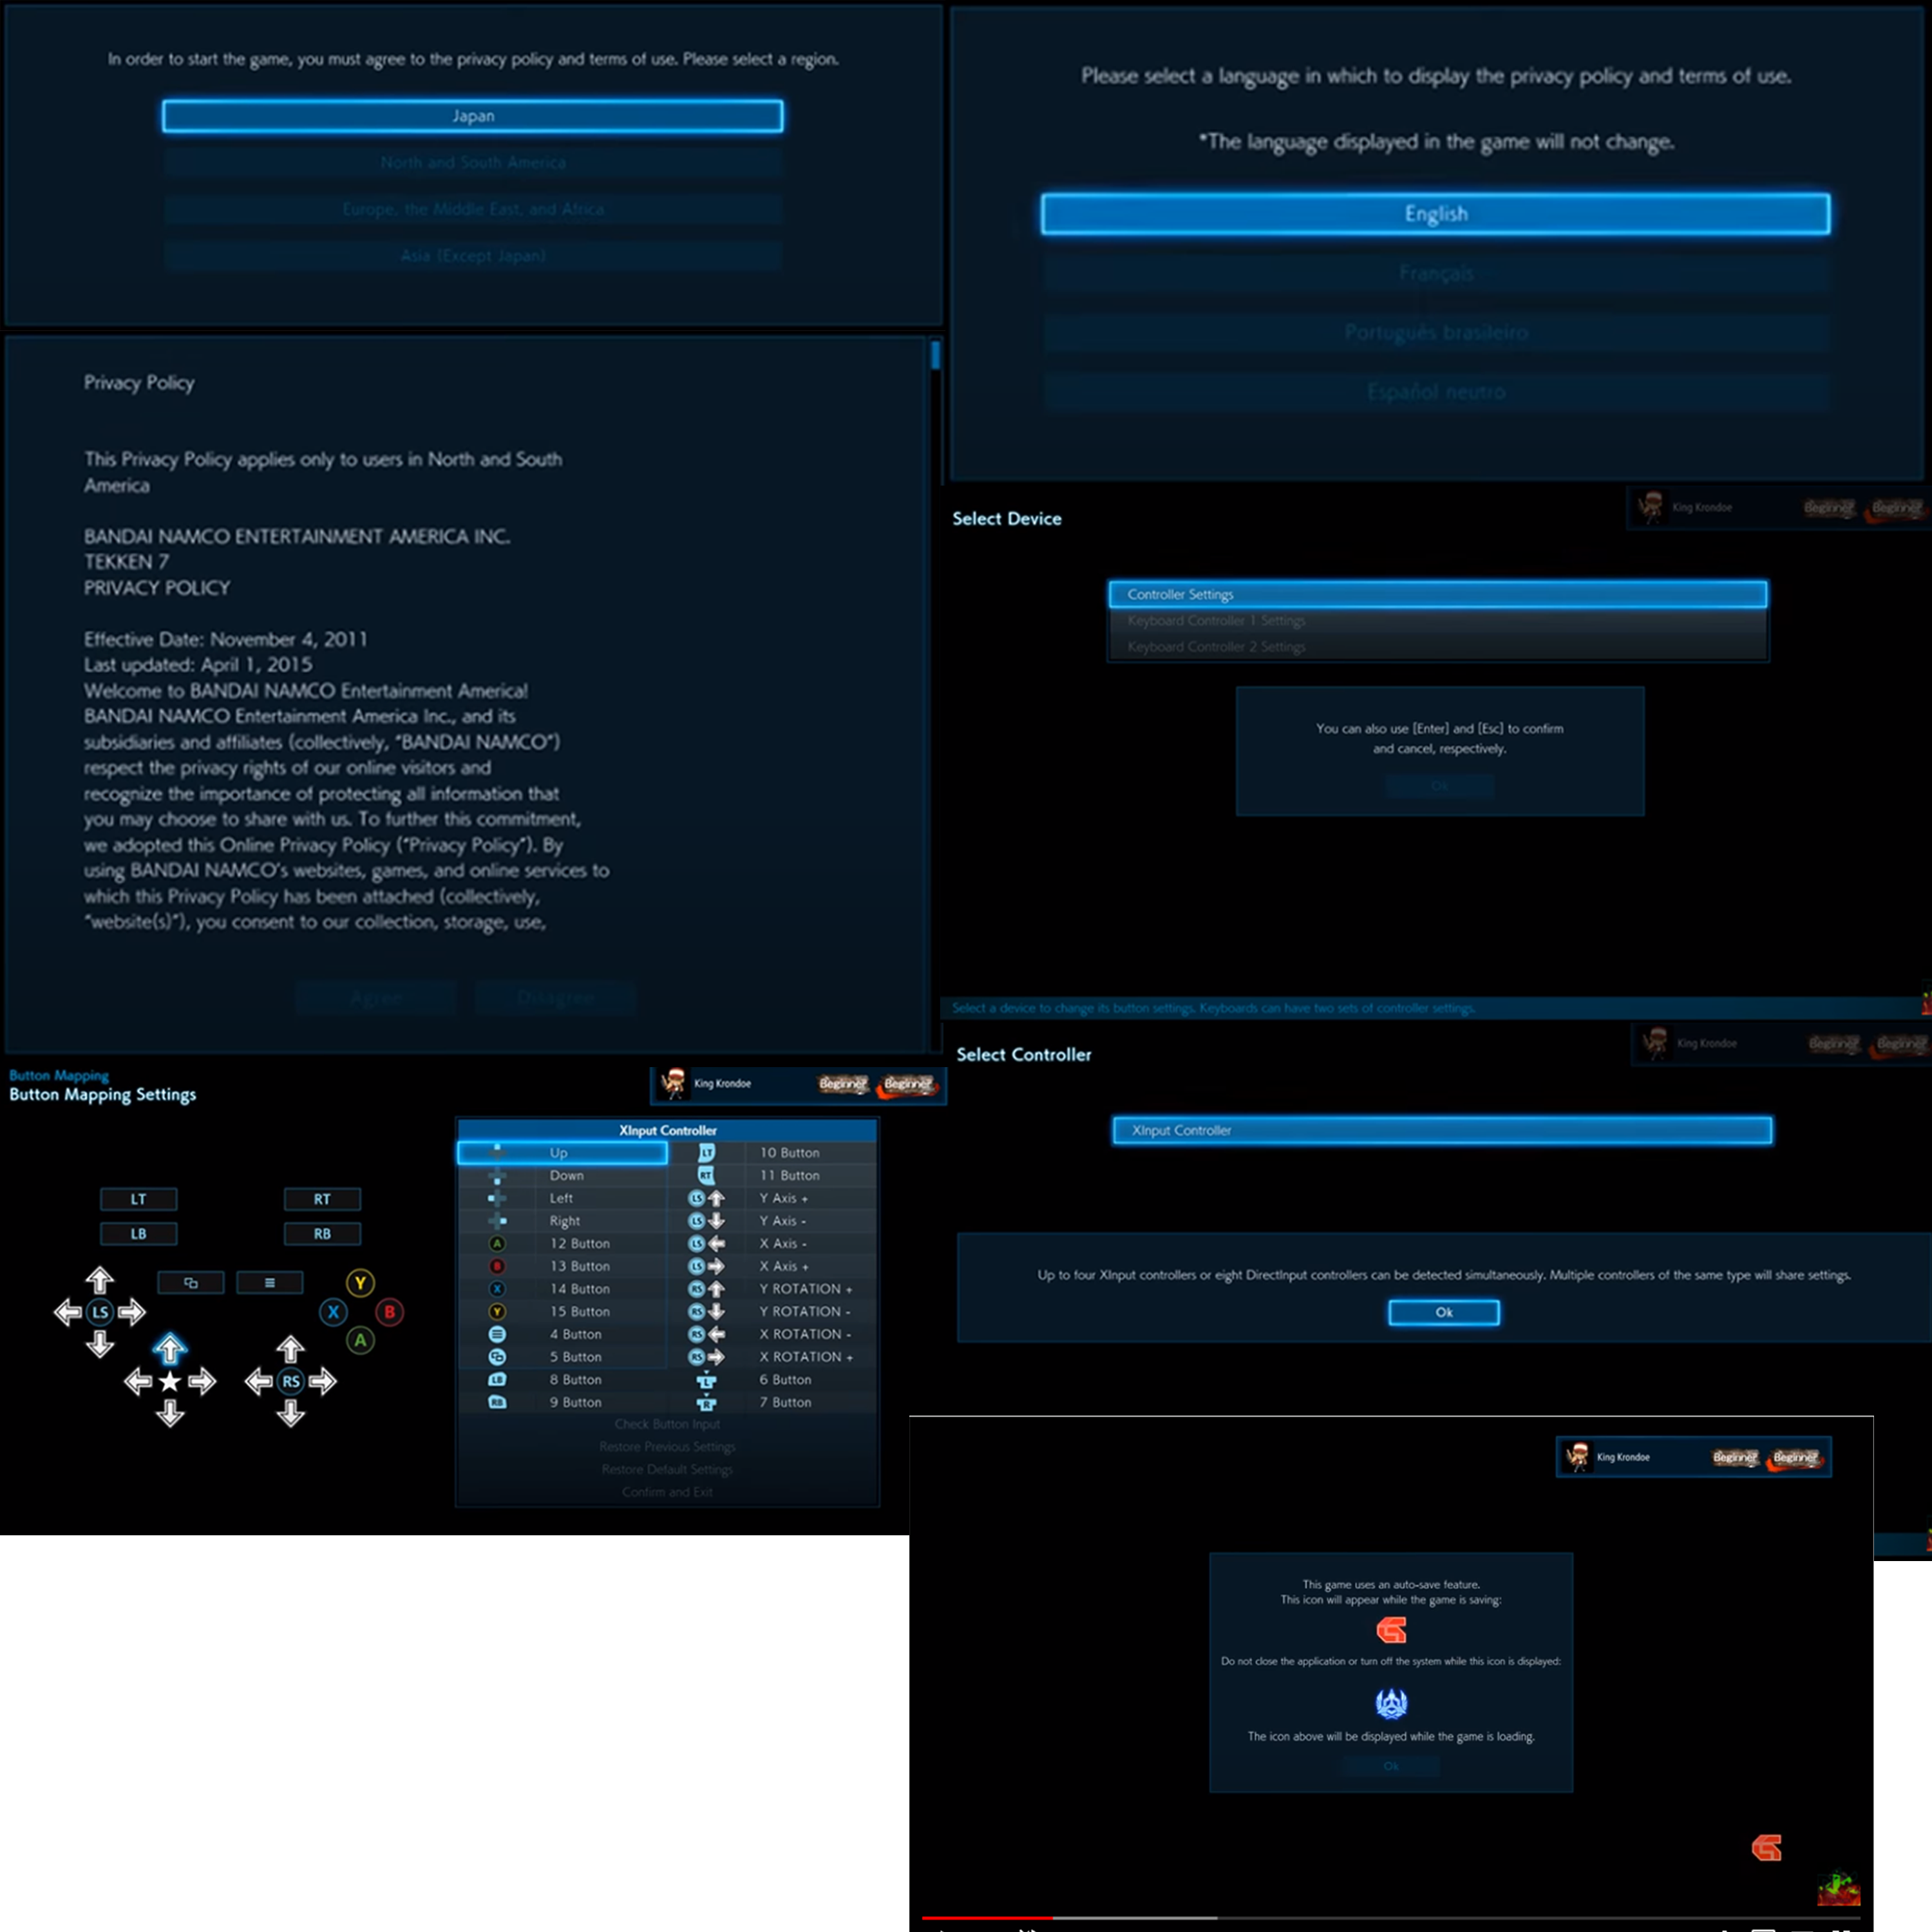 In order to start the game, you must agree to the privacy policy and terms of use. Please select a region.
Japan
North and South America
Europe, the Middle East, and Africa
Asia (Except Japan)
Please select a language in which to display the privacy policy and terms of use.
*The language displayed in the game will not change.
English
Français
Português brasileiro
Español neutro
Privacy Policy
This Privacy Policy applies only to users in North and South
America
BANDAI NAMCO ENTERTAINMENT AMERICA INC.
TEKKEN 7
PRIVACY POLICY
Effective Date: November 4, 2011
Last updated: April 1, 2015
Welcome to BANDAI NAMCO Entertainment America!
BANDAI NAMCO Entertainment America Inc., and its
subsidiaries and affiliates (collectively, "BANDAI NAMCO")
respect the privacy rights of our online visitors and
recognize the importance of protecting all information that
you may choose to share with us. To further this commitment,
we adopted this Online Privacy Policy ("Privacy Policy"). By
using BANDAI NAMCO's websites, games, and online services to
which this Privacy Policy has been attached (collectively,
"website(s)"), you consent to our collection, storage, use,
Agree Disagree
Select Device
King Krondoe Beginner Beginner
Controller Settings
Keyboard Controller 1 Settings
Keyboard Controller 2 Settings
You can also use [Enter] and [Esc] to confirm
and cancel, respectively.
Ok
Select a device to change its button settings. Keyboards can have two sets of controller settings.
Button Mapping
Button Mapping Settings
King Krondoe Beginner Beginner
LT RT
LB RB
Y
LS X B
A
RS
XInput Controller
Up LT 10 Button
Down RT 11 Button
Left LS Y Axis +
Right LS Y Axis -
A 12 Button LS X Axis -
B 13 Button LS X Axis +
X 14 Button RS Y ROTATION +
Y 15 Button RS Y ROTATION -
4 Button RS X ROTATION -
5 Button RS X ROTATION +
LB 8 Button L 6 Button
RB 9 Button R 7 Button
Check Button Input
Restore Previous Settings
Restore Default Settings
Confirm and Exit
Select Controller
King Krondoe Beginner Beginner
XInput Controller
Up to four XInput controllers or eight DirectInput controllers can be detected simultaneously. Multiple controllers of the same type will share settings.
Ok
King Krondoe Beginner Beginner
This game uses an auto-save feature.
This icon will appear while the game is saving:
Do not close the application or turn off the system while this icon is displayed:
The icon above will be displayed while the game is loading.
Ok